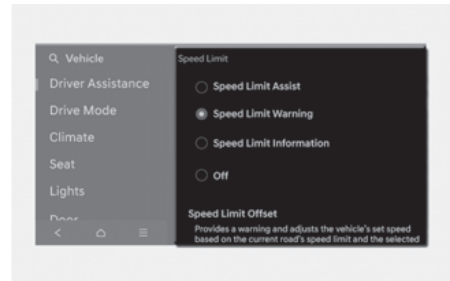 Vehicle
Driver Assistance
Drive Mode
Climate
Seat
Lights
Door
Speed Limit
Speed Limit Assist
Speed Limit Warning
Speed Limit Information
Off
Speed Limit Offset
Provides a warning and adjusts the vehicle's set speed
based on the current road's speed limit and the selected